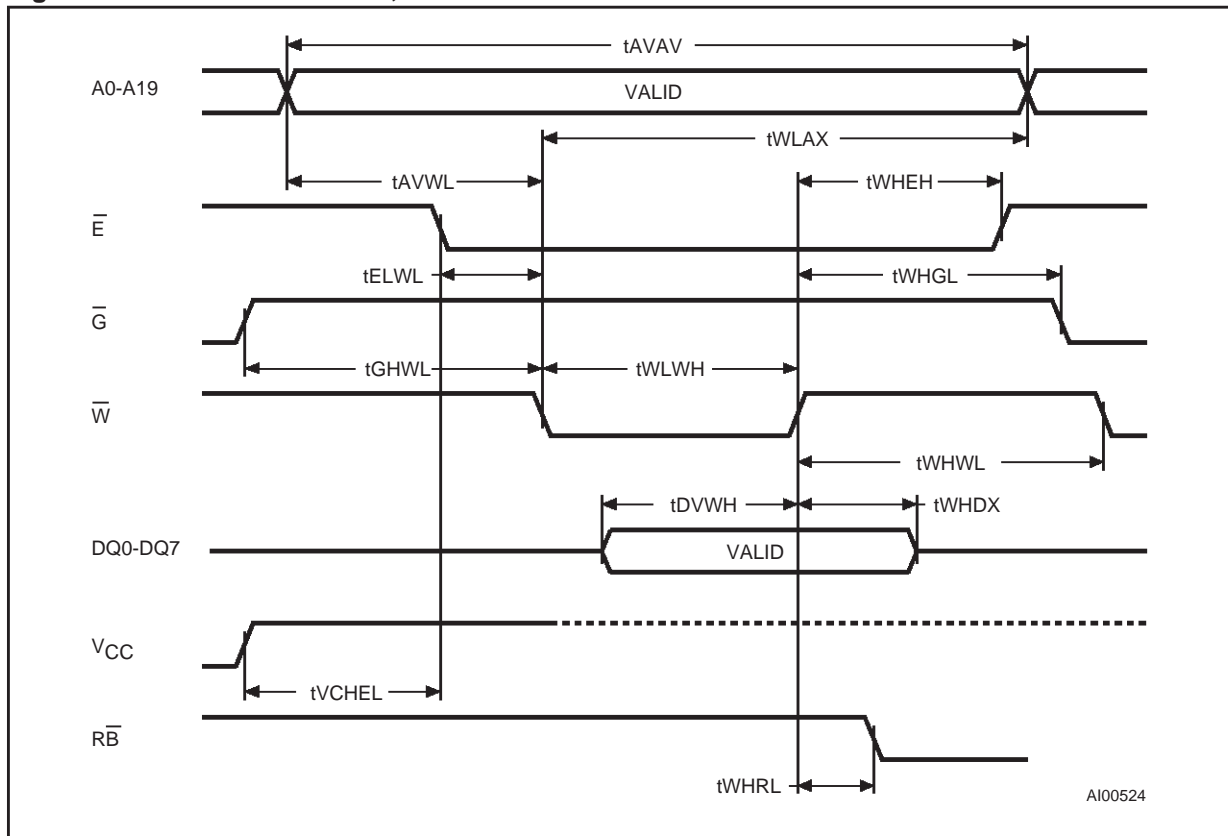 tAVAV
A0-A19
VALID
tWLAX
tAVWL
tWHEH
E̅
tELWL
tWHGL
G̅
tGHWL
tWLWH
W̅
tWHWL
tDVWH
tWHDX
DQ0-DQ7
VALID
VCC
tVCHEL
RB̅
tWHRL
AI00524